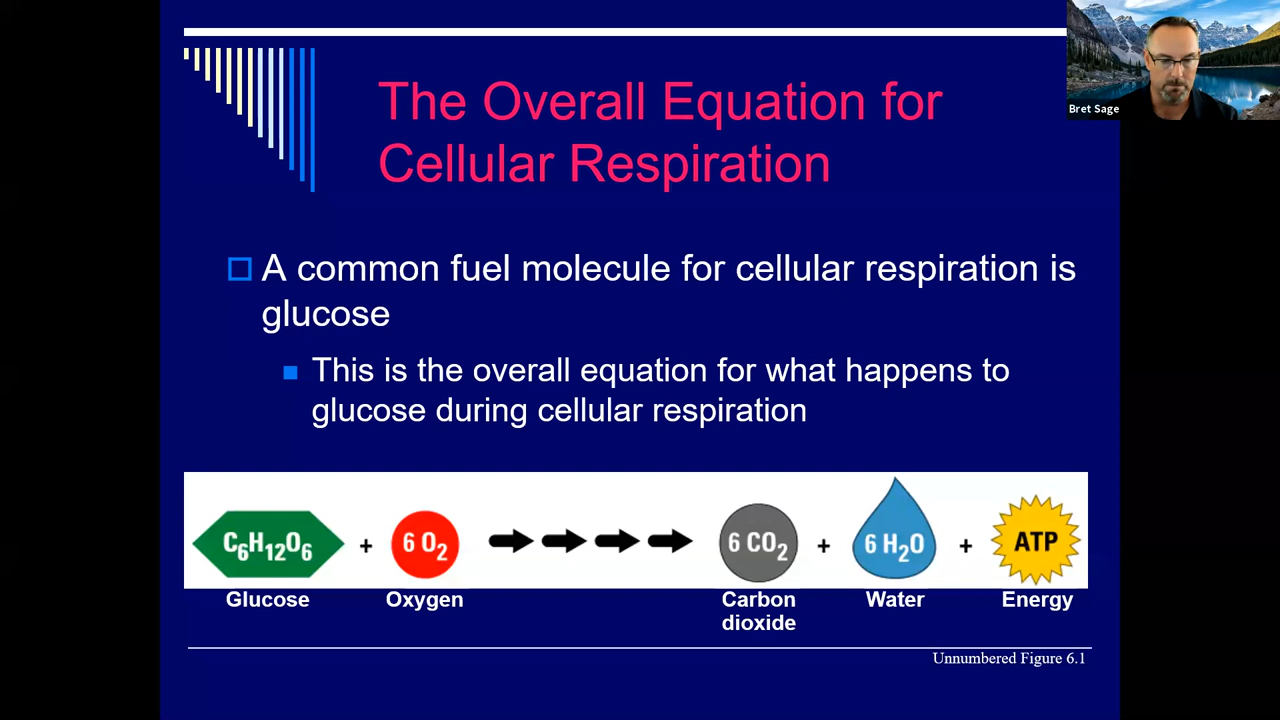 The Overall Equation for
Cellular Respiration
Bret Sage
A common fuel molecule for cellular respiration is
glucose
This is the overall equation for what happens to
glucose during cellular respiration
C₆H₁₂O₆ + 6 O₂ 6 CO₂ + 6 H₂O + ATP
Glucose Oxygen Carbon dioxide Water Energy
Unnumbered Figure 6.1